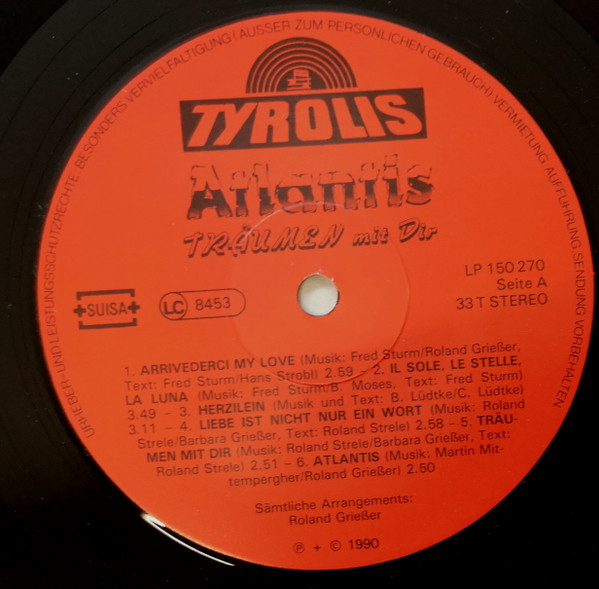 URHEBER- UND LEISTUNGSSCHUTZRECHTE BESONDERS VERVIELFÄLTIGUNG (AUSSER ZUM PERSÖNLICHEN GEBRAUCH) VERMIETUNG AUFFÜHRUNG SENDUNG VORBEHALTEN
TYROLIS
Atlantis
TRÄUMEN mit Dir
LP 150 270
Seite A
33 T STEREO
+SUISA+
LC 8453
1. ARRIVEDERCI MY LOVE (Musik: Fred Sturm/Roland Grießer,
Text: Fred Sturm/Hans Strobl) 2.59 – 2. IL SOLE, LE STELLE,
LA LUNA (Musik: Fred Sturm/B. Moses, Text: Fred Sturm)
3.49 – 3. HERZILEIN (Musik und Text: B. Lüdtke/C. Lüdtke)
3.11 – 4. LIEBE IST NICHT NUR EIN WORT (Musik: Roland
Strele/Barbara Grießer, Text: Roland Strele) 2.58 – 5. TRÄU-
MEN MIT DIR (Musik: Roland Strele/Barbara Grießer, Text:
Roland Strele) 2.51 – 6. ATLANTIS (Musik: Martin Mit-
tempergher/Roland Grießer) 2.50
Sämtliche Arrangements:
Roland Grießer
℗ + © 1990